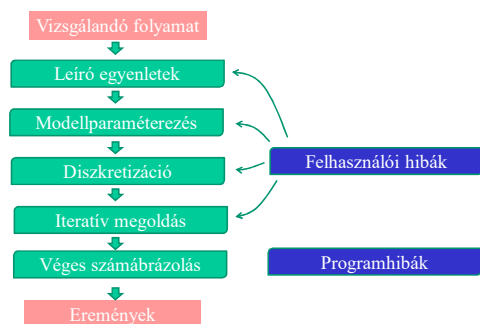 Vizsgálandó folyamat
Leíró egyenletek
Modellparaméterezés
Diszkretizáció
Felhasználói hibák
Iteratív megoldás
Véges számábrázolás
Programhibák
Eremények